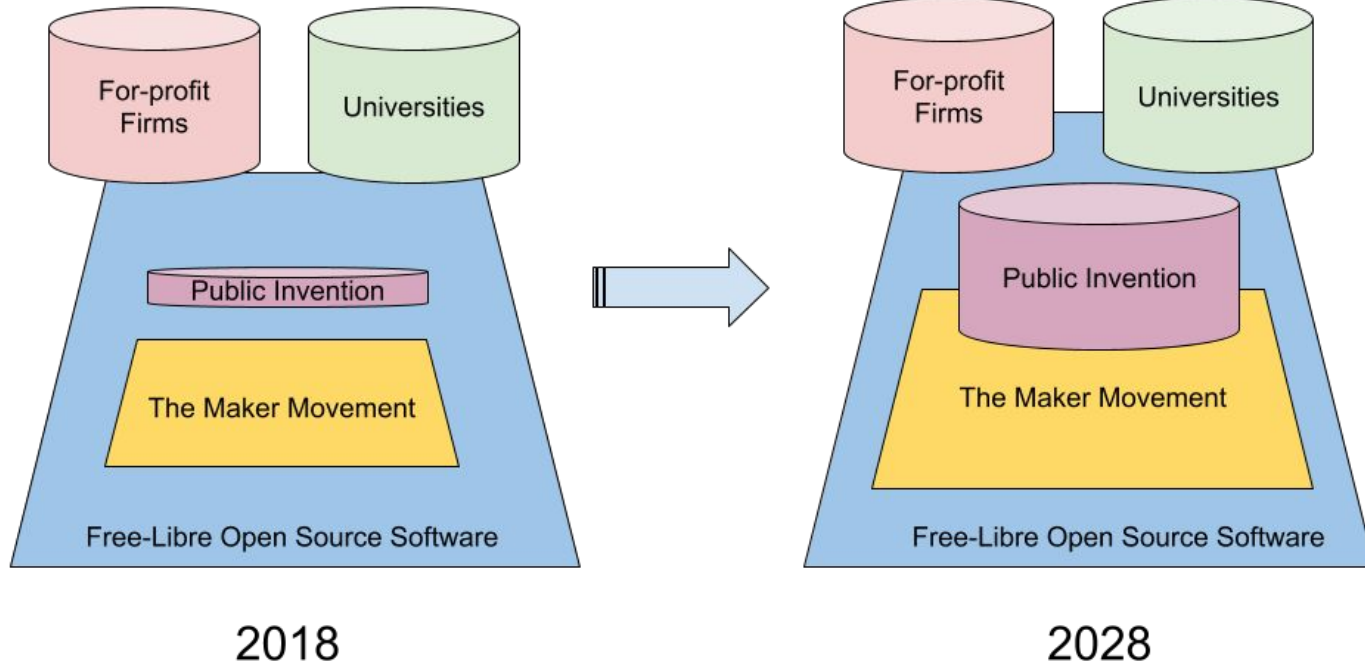 For-profit
Firms
Universities
Public Invention
The Maker Movement
Free-Libre Open Source Software
2018
For-profit
Firms
Universities
Public Invention
The Maker Movement
Free-Libre Open Source Software
2028